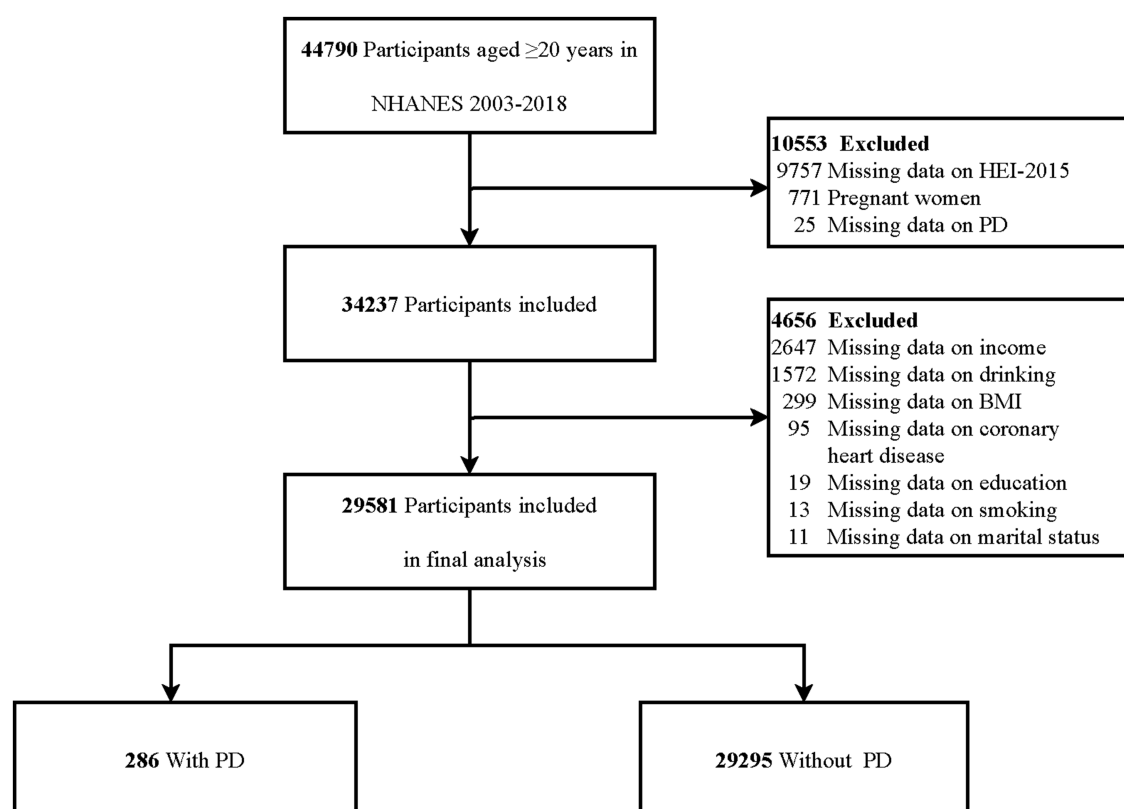 44790 Participants aged ≥20 years in
NHANES 2003-2018
10553 Excluded
9757 Missing data on HEI-2015
771 Pregnant women
25 Missing data on PD
34237 Participants included
4656 Excluded
2647 Missing data on income
1572 Missing data on drinking
299 Missing data on BMI
95 Missing data on coronary
heart disease
19 Missing data on education
13 Missing data on smoking
11 Missing data on marital status
29581 Participants included
in final analysis
286 With PD
29295 Without PD